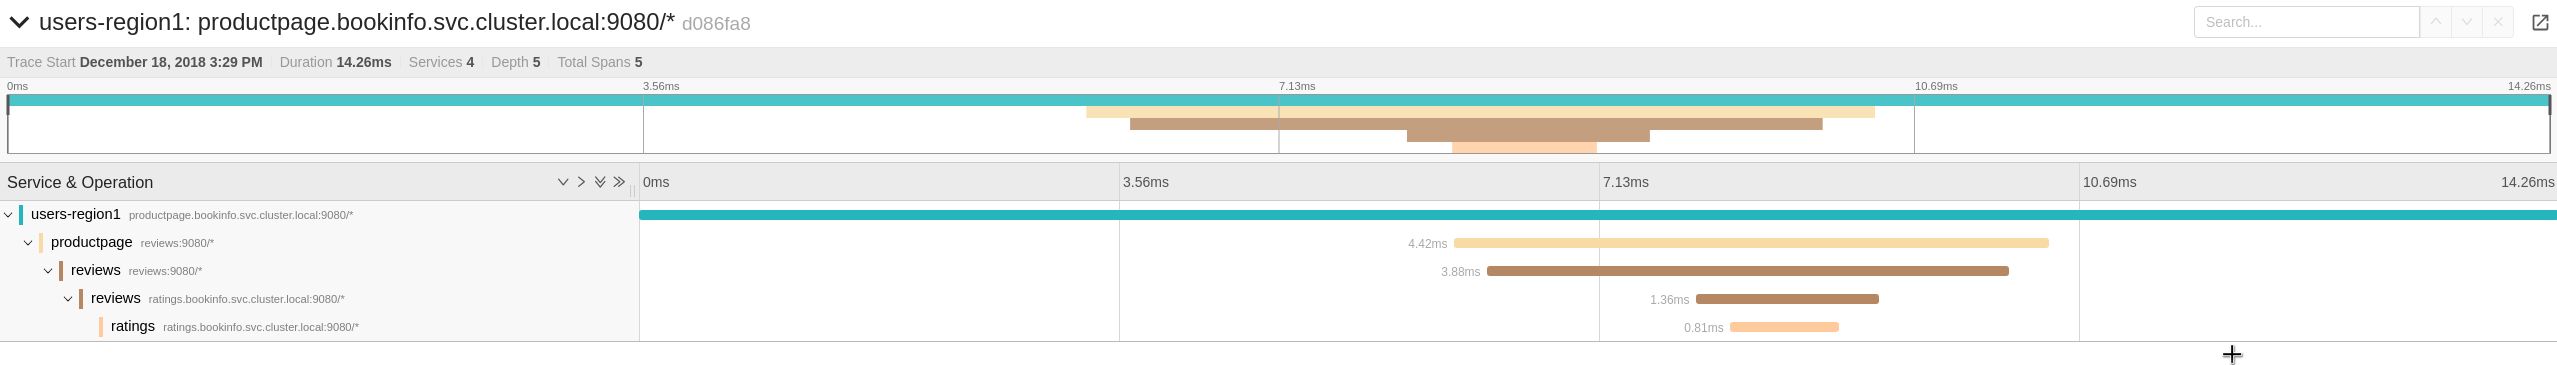 users-region1: productpage.bookinfo.svc.cluster.local:9080/* d086fa8
Search...
Trace Start December 18, 2018 3:29 PM Duration 14.26ms Services 4 Depth 5 Total Spans 5
0ms 3.56ms 7.13ms 10.69ms 14.26ms
Service & Operation 0ms 3.56ms 7.13ms 10.69ms 14.26ms
users-region1 productpage.bookinfo.svc.cluster.local:9080/*
productpage reviews:9080/* 4.42ms
reviews reviews:9080/* 3.88ms
reviews ratings.bookinfo.svc.cluster.local:9080/* 1.36ms
ratings ratings.bookinfo.svc.cluster.local:9080/* 0.81ms